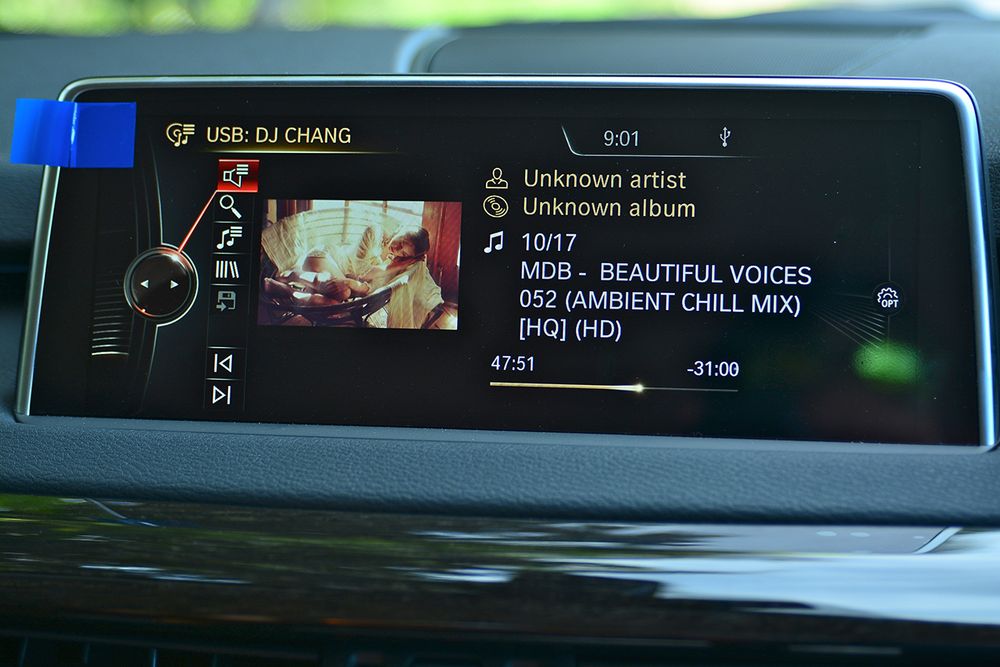 USB: DJ CHANG
9:01
Unknown artist
Unknown album
10/17
MDB - BEAUTIFUL VOICES
052 (AMBIENT CHILL MIX)
[HQ] (HD)
OPT
47:51
-31:00